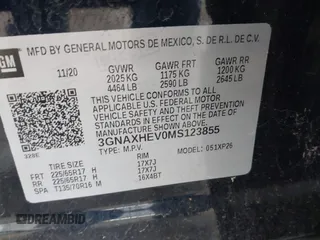 GM
MFD BY GENERAL MOTORS DE MEXICO, S. DE R.L. DE C.V.
11/20 GVWR GAWR FRT GAWR RR
2025 KG 1175 KG 1200 KG
4464 LB 2590 LB 2645 LB
THIS VEHICLE CONFORMS TO ALL APPLICABLE
U.S. FEDERAL MOTOR VEHICLE SAFETY AND
THEFT PREVENTION STANDARDS IN EFFECT ON
THE DATE OF MANUFACTURE SHOWN ABOVE.
3GNAXHEV0MS123855
TYPE: M.P.V. MODEL: 051XP26
TIRE SIZE RIM
FRT 225/65R17 H 17X7J
RR 225/65R17 H 17X7J
SP T135/70R16 M 16X4BT
DREAMBID